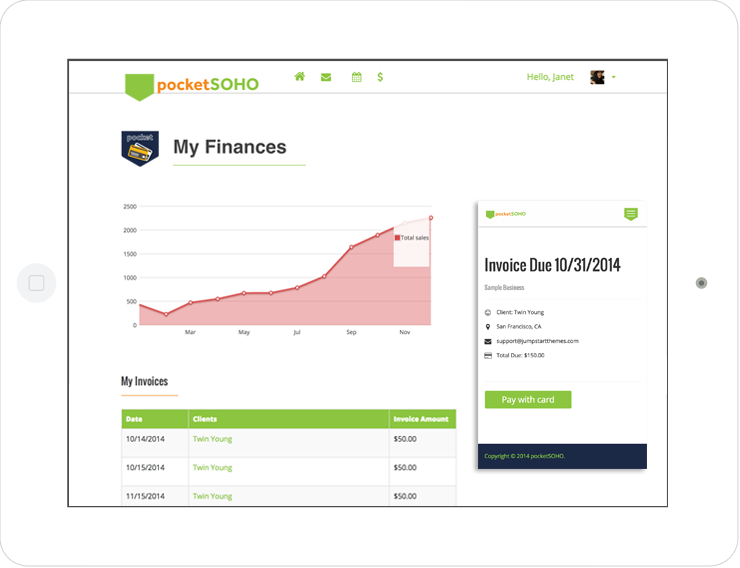 pocketSOHO
$
Hello, Janet
pocket
My Finances
2500
2000
1500
1000
500
0
Mar
May
Jul
Sep
Nov
Total sales
My Invoices
Date Clients Invoice Amount
10/14/2014 Twin Young $50.00
10/15/2014 Twin Young $50.00
11/15/2014 Twin Young $50.00
pocketSOHO
Invoice Due 10/31/2014
Sample Business
Client: Twin Young
San Francisco, CA
support@jumpstartthemes.com
Total Due: $150.00
Pay with card
Copyright © 2014 pocketSOHO.